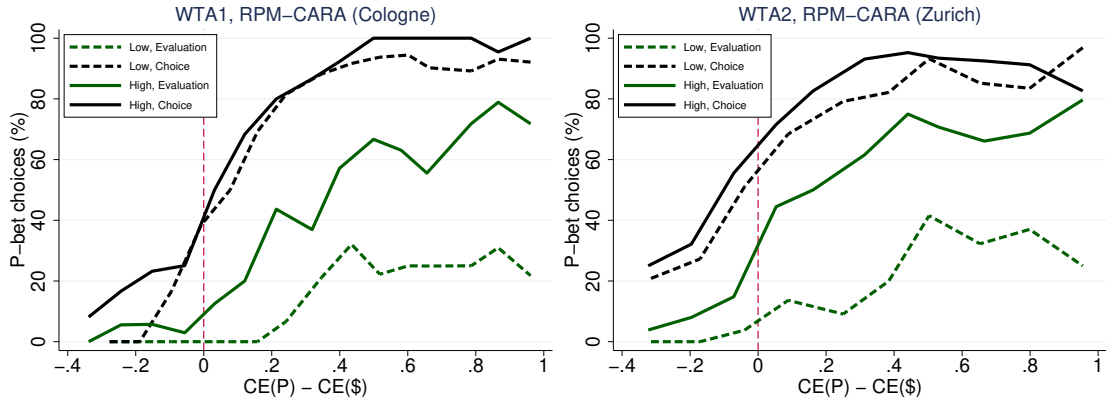 WTA1, RPM−CARA (Cologne)
P−bet choices (%)
100
80
60
40
20
0
Low, Evaluation
Low, Choice
High, Evaluation
High, Choice
−.4
−.2
0
.2
.4
.6
.8
1
CE(P) − CE($)
WTA2, RPM−CARA (Zurich)
P−bet choices (%)
100
80
60
40
20
0
Low, Evaluation
Low, Choice
High, Evaluation
High, Choice
−.4
−.2
0
.2
.4
.6
.8
1
CE(P) − CE($)